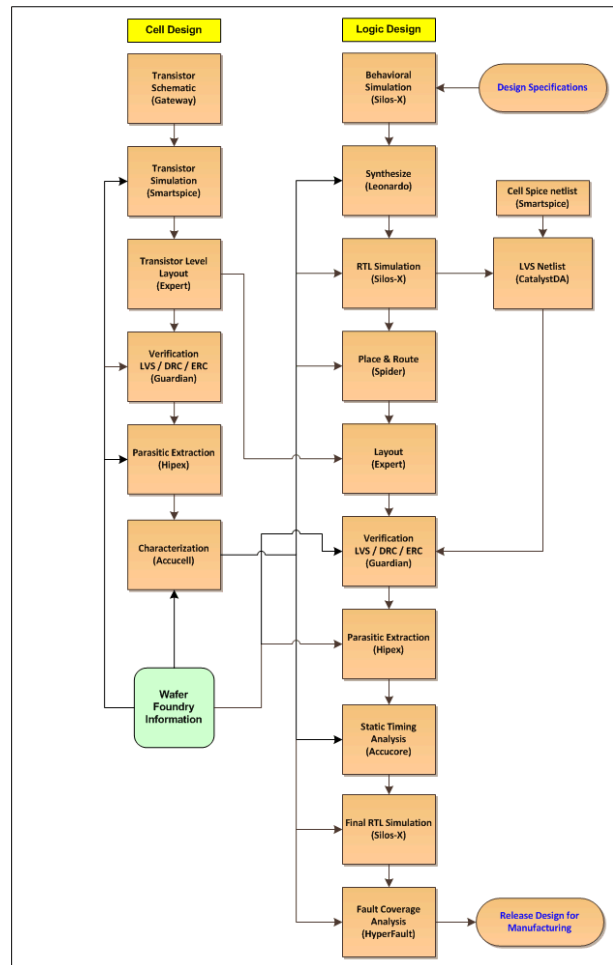 Cell Design
Transistor
Schematic
(Gateway)
Transistor
Simulation
(Smartspice)
Transistor Level
Layout
(Expert)
Verification
LVS / DRC / ERC
(Guardian)
Parasitic Extraction
(Hipex)
Characterization
(Accucell)
Wafer
Foundry
Information
Logic Design
Behavioral
Simulation
(Silos-X)
Design Specifications
Synthesize
(Leonardo)
Cell Spice netlist
(Smartspice)
RTL Simulation
(Silos-X)
LVS Netlist
(CatalystDA)
Place & Route
(Spider)
Layout
(Expert)
Verification
LVS / DRC / ERC
(Guardian)
Parasitic Extraction
(Hipex)
Static Timing
Analysis
(Accucore)
Final RTL Simulation
(Silos-X)
Fault Coverage
Analysis
(HyperFault)
Release Design for
Manufacturing